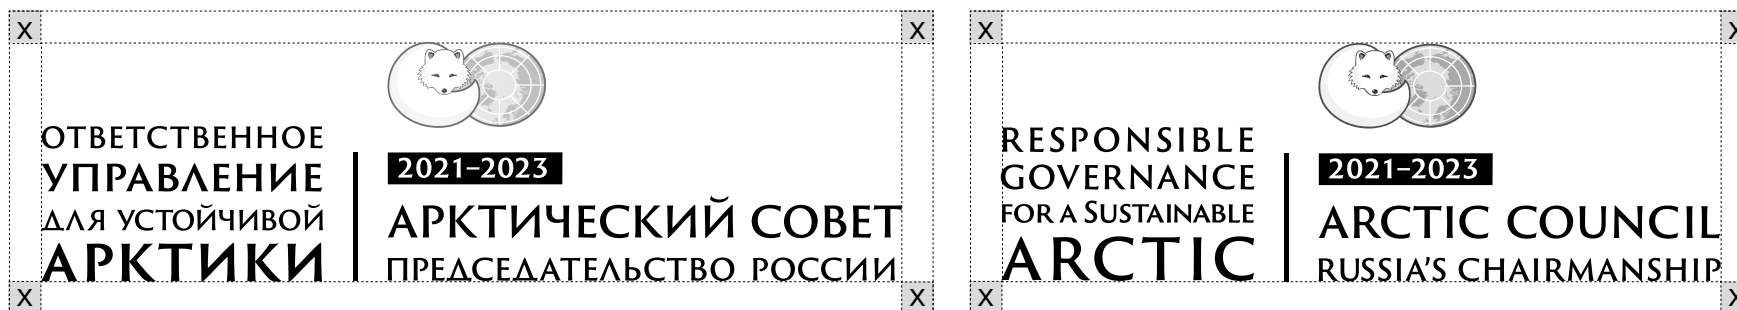 X X
ОТВЕТСТВЕННОЕ
УПРАВЛЕНИЕ
ДЛЯ УСТОЙЧИВОЙ
АРКТИКИ
2021–2023
АРКТИЧЕСКИЙ СОВЕТ
ПРЕДСЕДАТЕЛЬСТВО РОССИИ
X X
X X
RESPONSIBLE
GOVERNANCE
FOR A SUSTAINABLE
ARCTIC
2021–2023
ARCTIC COUNCIL
RUSSIA’S CHAIRMANSHIP
X X